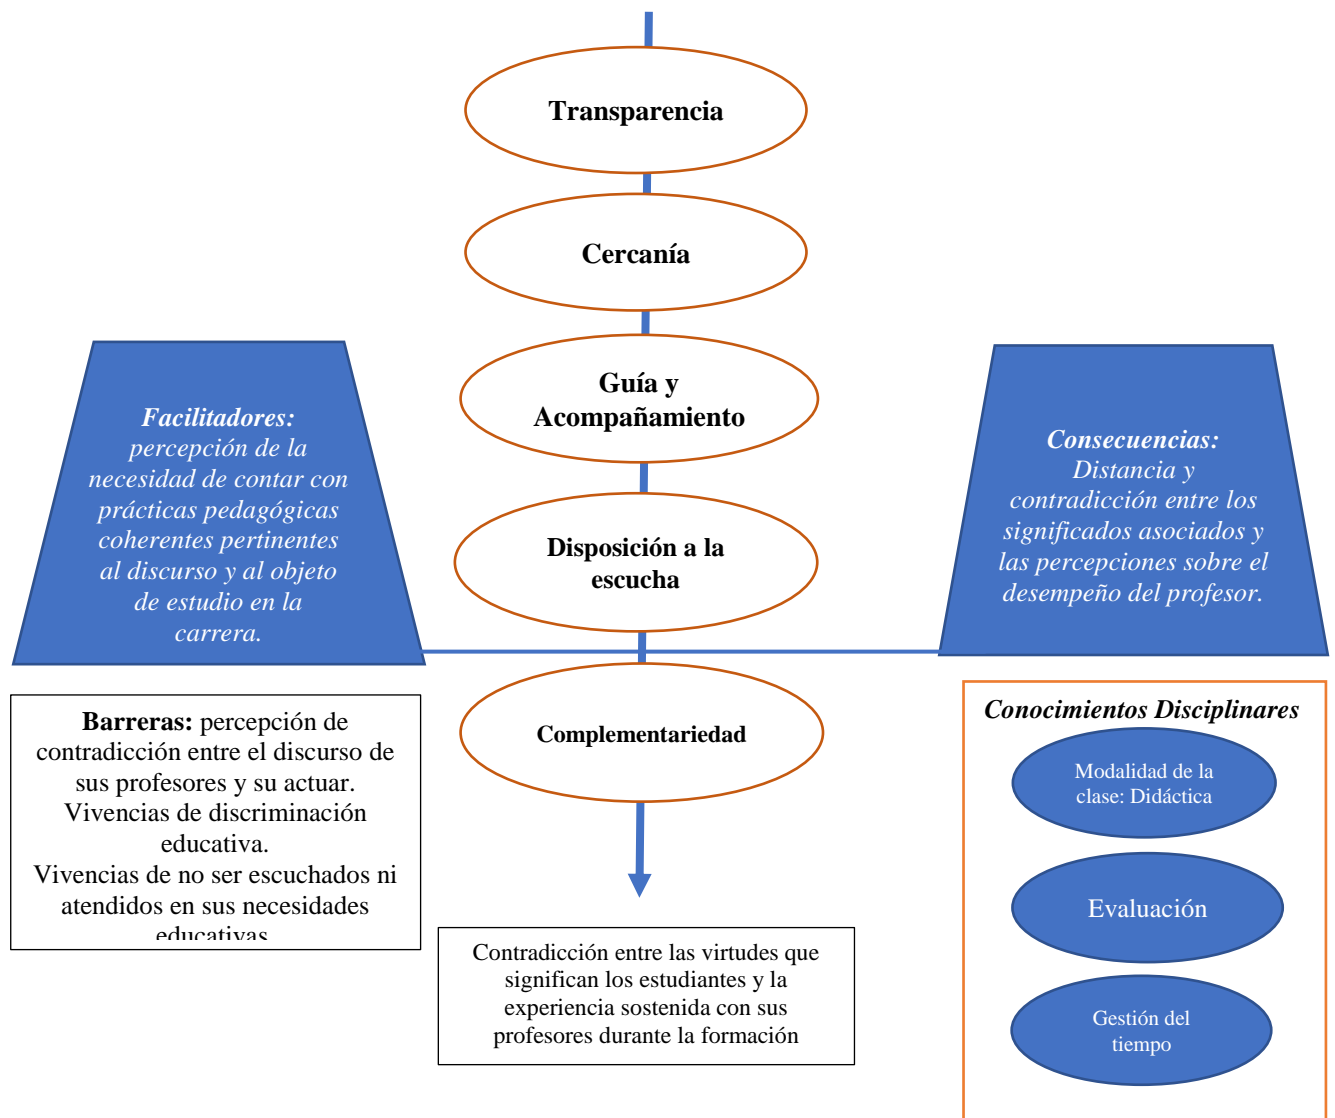 Transparencia
Cercanía
Guía y
Acompañamiento
Disposición a la
escucha
Complementariedad
Facilitadores:
percepción de la
necesidad de contar con
prácticas pedagógicas
coherentes pertinentes
al discurso y al objeto
de estudio en la
carrera.
Consecuencias:
Distancia y
contradicción entre los
significados asociados y
las percepciones sobre el
desempeño del profesor.
Barreras: percepción de
contradicción entre el discurso de
sus profesores y su actuar.
Vivencias de discriminación
educativa.
Vivencias de no ser escuchados ni
atendidos en sus necesidades
educativas
Contradicción entre las virtudes que
significan los estudiantes y la
experiencia sostenida con sus
profesores durante la formación
Conocimientos Disciplinares
Modalidad de la
clase: Didáctica
Evaluación
Gestión del
tiempo